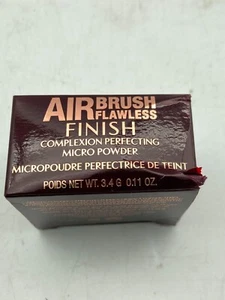 AIRBRUSH
FLAWLESS
FINISH
COMPLEXION PERFECTING
MICRO POWDER
MICROPOUDRE PERFECTRICE DE TEINT
POIDS NET WT. 3.4 G 0.11 OZ.